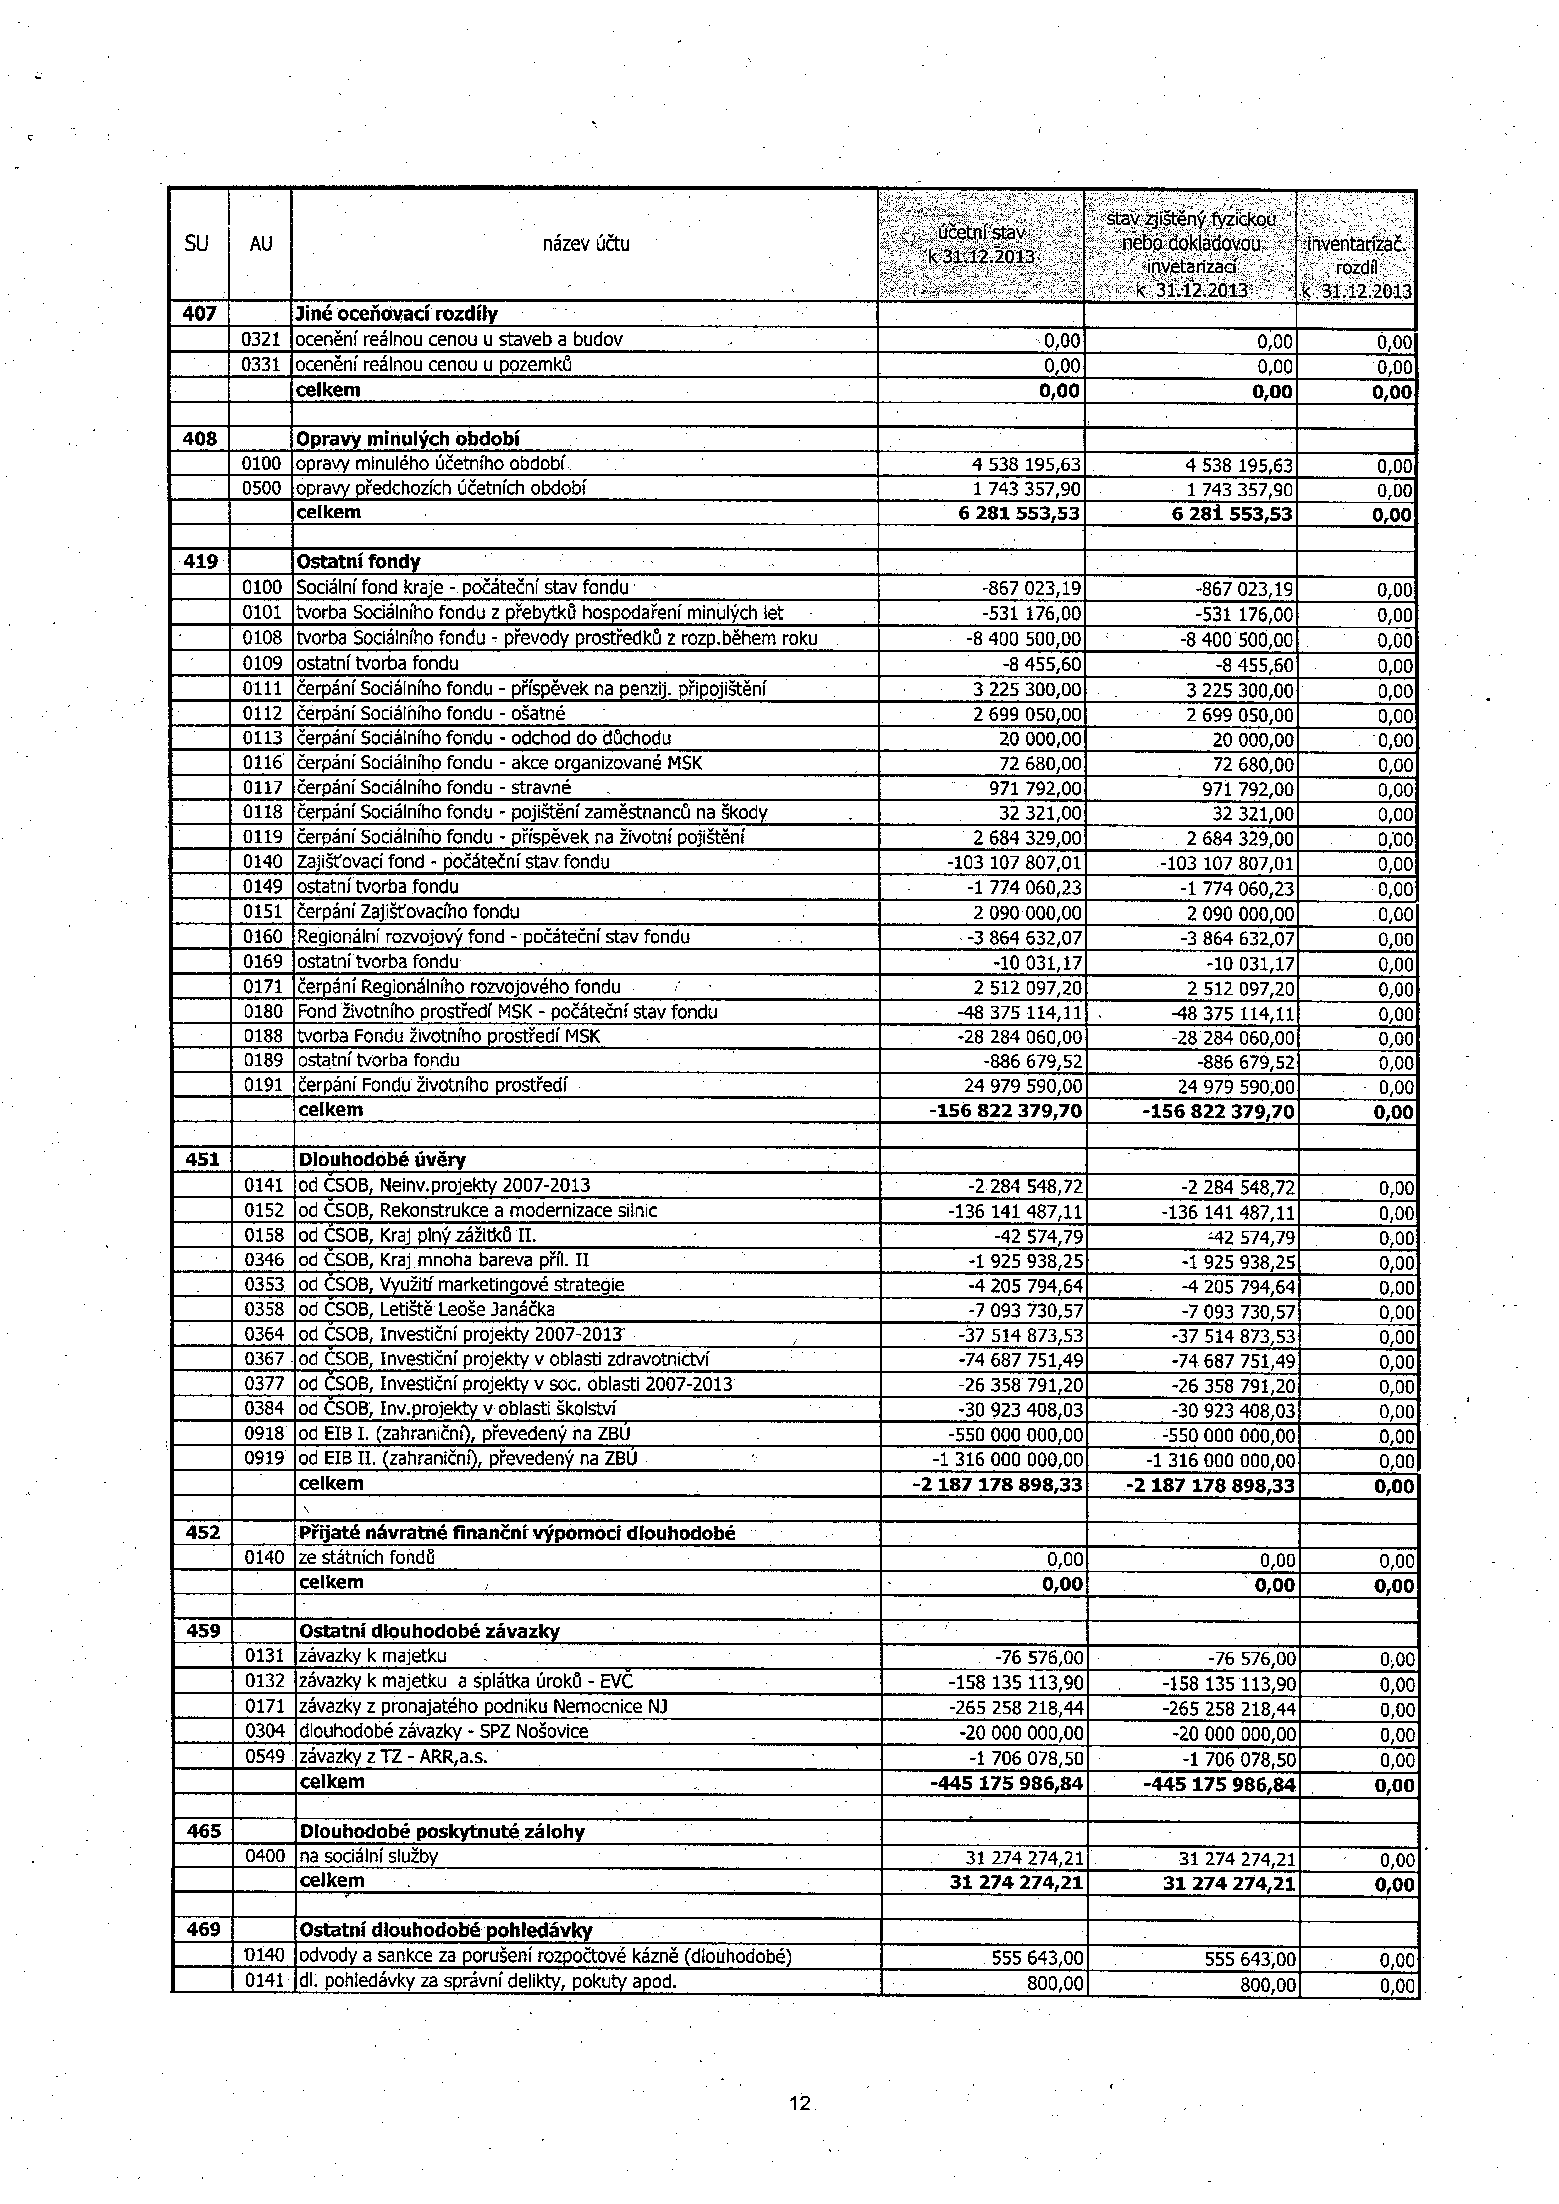 SU AU název účtu účetní stav k 31.12.2013 stav zjištěný fyzickou nebo dokladovou invetarizací k 31.12.2013 inventarizač. rozdíl k 31.12.2013
407 Jiné oceňovací rozdíly
0321 ocenění reálnou cenou u staveb a budov 0,00 0,00 0,00
0331 ocenění reálnou cenou u pozemků 0,00 0,00 0,00
celkem 0,00 0,00 0,00
408 Opravy minulých období
0100 opravy minulého účetního období 4 538 195,63 4 538 195,63 0,00
0500 opravy předchozích účetních období 1 743 357,90 1 743 357,90 0,00
celkem 6 281 553,53 6 281 553,53 0,00
419 Ostatní fondy
0100 Sociální fond kraje - počáteční stav fondu -867 023,19 -867 023,19 0,00
0101 tvorba Sociálního fondu z přebytků hospodaření minulých let -531 176,00 -531 176,00 0,00
0108 tvorba Sociálního fondu - převody prostředků z rozp.během roku -8 400 500,00 -8 400 500,00 0,00
0109 ostatní tvorba fondu -8 455,60 -8 455,60 0,00
0111 čerpání Sociálního fondu - příspěvek na penzij. připojištění 3 225 300,00 3 225 300,00 0,00
0112 čerpání Sociálního fondu - ošatné 2 699 050,00 2 699 050,00 0,00
0113 čerpání Sociálního fondu - odchod do důchodu 20 000,00 20 000,00 0,00
0116 čerpání Sociálního fondu - akce organizované MSK 72 680,00 72 680,00 0,00
0117 čerpání Sociálního fondu - stravné 971 792,00 971 792,00 0,00
0118 čerpání Sociálního fondu - pojištění zaměstnanců na škody 32 321,00 32 321,00 0,00
0119 čerpání Sociálního fondu - příspěvek na životní pojištění 2 684 329,00 2 684 329,00 0,00
0140 Zajišťovací fond - počáteční stav fondu -103 107 807,01 -103 107 807,01 0,00
0149 ostatní tvorba fondu -1 774 060,23 -1 774 060,23 0,00
0151 čerpání Zajišťovacího fondu 2 090 000,00 2 090 000,00 0,00
0160 Regionální rozvojový fond - počáteční stav fondu -3 864 632,07 -3 864 632,07 0,00
0169 ostatní tvorba fondu -10 031,17 -10 031,17 0,00
0171 čerpání Regionálního rozvojového fondu 2 512 097,20 2 512 097,20 0,00
0180 Fond životního prostředí MSK - počáteční stav fondu -48 375 114,11 -48 375 114,11 0,00
0188 tvorba Fondu životního prostředí MSK -28 284 060,00 -28 284 060,00 0,00
0189 ostatní tvorba fondu -886 679,52 -886 679,52 0,00
0191 čerpání Fondu životního prostředí 24 979 590,00 24 979 590,00 0,00
celkem -156 822 379,70 -156 822 379,70 0,00
451 Dlouhodobé úvěry
0141 od ČSOB, Neinv.projekty 2007-2013 -2 284 548,72 -2 284 548,72 0,00
0152 od ČSOB, Rekonstrukce a modernizace silnic -136 141 487,11 -136 141 487,11 0,00
0158 od ČSOB, Kraj plný zážitků II. -42 574,79 -42 574,79 0,00
0346 od ČSOB, Kraj mnoha bareva příl. II -1 925 938,25 -1 925 938,25 0,00
0353 od ČSOB, Využití marketingové strategie -4 205 794,64 -4 205 794,64 0,00
0358 od ČSOB, Letiště Leoše Janáčka -7 093 730,57 -7 093 730,57 0,00
0364 od ČSOB, Investiční projekty 2007-2013 -37 514 873,53 -37 514 873,53 0,00
0367 od ČSOB, Investiční projekty v oblasti zdravotnictví -74 687 751,49 -74 687 751,49 0,00
0377 od ČSOB, Investiční projekty v soc. oblasti 2007-2013 -26 358 791,20 -26 358 791,20 0,00
0384 od ČSOB, Inv.projekty v oblasti školství -30 923 408,03 -30 923 408,03 0,00
0918 od EIB I. (zahraniční), převedený na ZBÚ -550 000 000,00 -550 000 000,00 0,00
0919 od EIB II. (zahraniční), převedený na ZBÚ -1 316 000 000,00 -1 316 000 000,00 0,00
celkem -2 187 178 898,33 -2 187 178 898,33 0,00
452 Přijaté návratné finanční výpomoci dlouhodobé
0140 ze státních fondů 0,00 0,00 0,00
celkem 0,00 0,00 0,00
459 Ostatní dlouhodobé závazky
0131 závazky k majetku -76 576,00 -76 576,00 0,00
0132 závazky k majetku a splátka úroků - EVČ -158 135 113,90 -158 135 113,90 0,00
0171 závazky z pronajatého podniku Nemocnice NJ -265 258 218,44 -265 258 218,44 0,00
0304 dlouhodobé závazky - SPZ Nošovice -20 000 000,00 -20 000 000,00 0,00
0549 závazky z TZ - ARR,a.s. -1 706 078,50 -1 706 078,50 0,00
celkem -445 175 986,84 -445 175 986,84 0,00
465 Dlouhodobé poskytnuté zálohy
0400 na sociální služby 31 274 274,21 31 274 274,21 0,00
celkem 31 274 274,21 31 274 274,21 0,00
469 Ostatní dlouhodobé pohledávky
0140 odvody a sankce za porušení rozpočtové kázně (dlouhodobé) 555 643,00 555 643,00 0,00
0141 dl. pohledávky za správní delikty, pokuty apod. 800,00 800,00 0,00
12